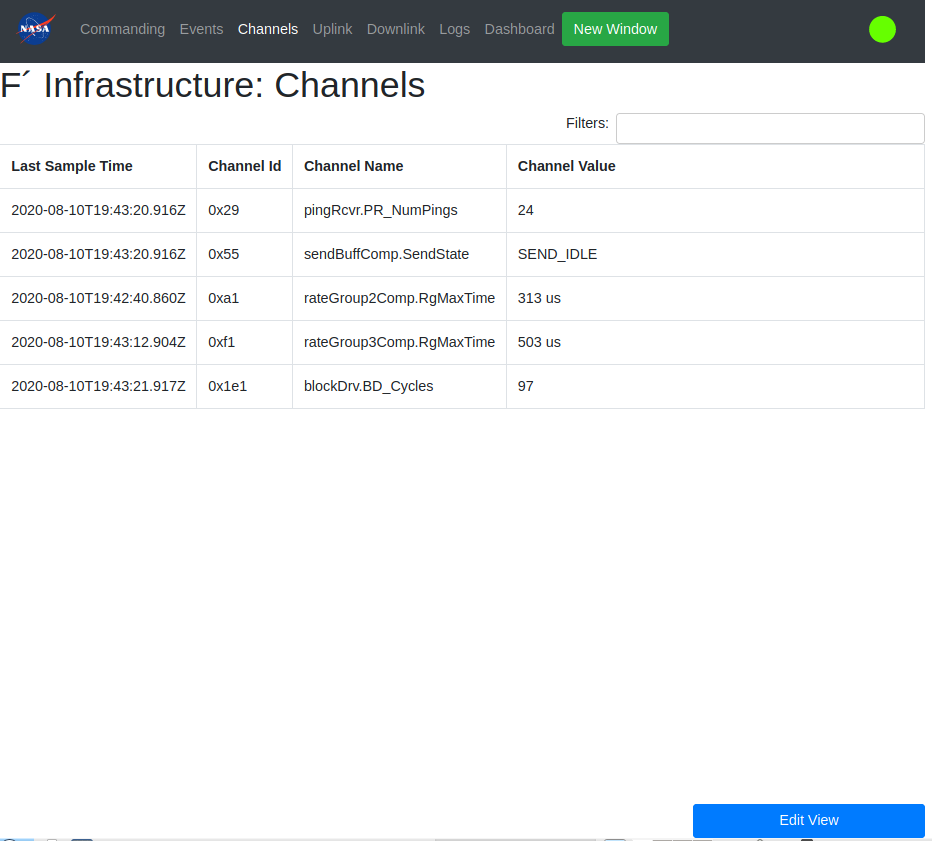 NASA Commanding Events Channels Uplink Downlink Logs Dashboard New Window
F´ Infrastructure: Channels
Filters:
Last Sample Time Channel Id Channel Name Channel Value
2020-08-10T19:43:20.916Z 0x29 pingRcvr.PR_NumPings 24
2020-08-10T19:43:20.916Z 0x55 sendBuffComp.SendState SEND_IDLE
2020-08-10T19:42:40.860Z 0xa1 rateGroup2Comp.RgMaxTime 313 us
2020-08-10T19:43:12.904Z 0xf1 rateGroup3Comp.RgMaxTime 503 us
2020-08-10T19:43:21.917Z 0x1e1 blockDrv.BD_Cycles 97
Edit View